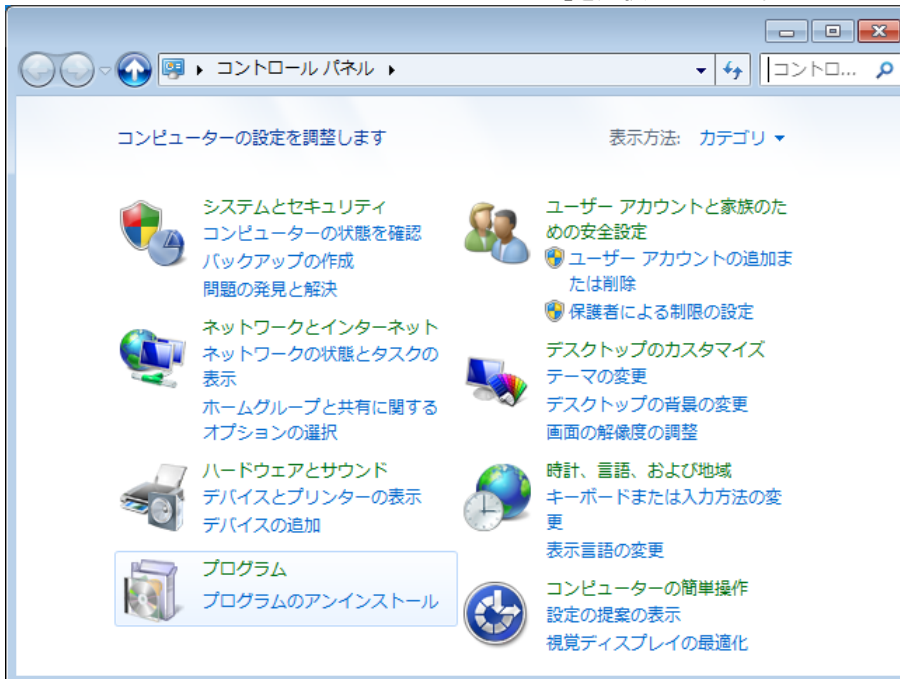 コントロール パネル
コントロ...
コンピューターの設定を調整します
表示方法: カテゴリ
システムとセキュリティ
コンピューターの状態を確認
バックアップの作成
問題の発見と解決
ネットワークとインターネット
ネットワークの状態とタスクの
表示
ホームグループと共有に関する
オプションの選択
ハードウェアとサウンド
デバイスとプリンターの表示
デバイスの追加
プログラム
プログラムのアンインストール
ユーザー アカウントと家族のた
めの安全設定
ユーザー アカウントの追加ま
たは削除
保護者による制限の設定
デスクトップのカスタマイズ
テーマの変更
デスクトップの背景の変更
画面の解像度の調整
時計、言語、および地域
キーボードまたは入力方法の変
更
表示言語の変更
コンピューターの簡単操作
設定の提案の表示
視覚ディスプレイの最適化